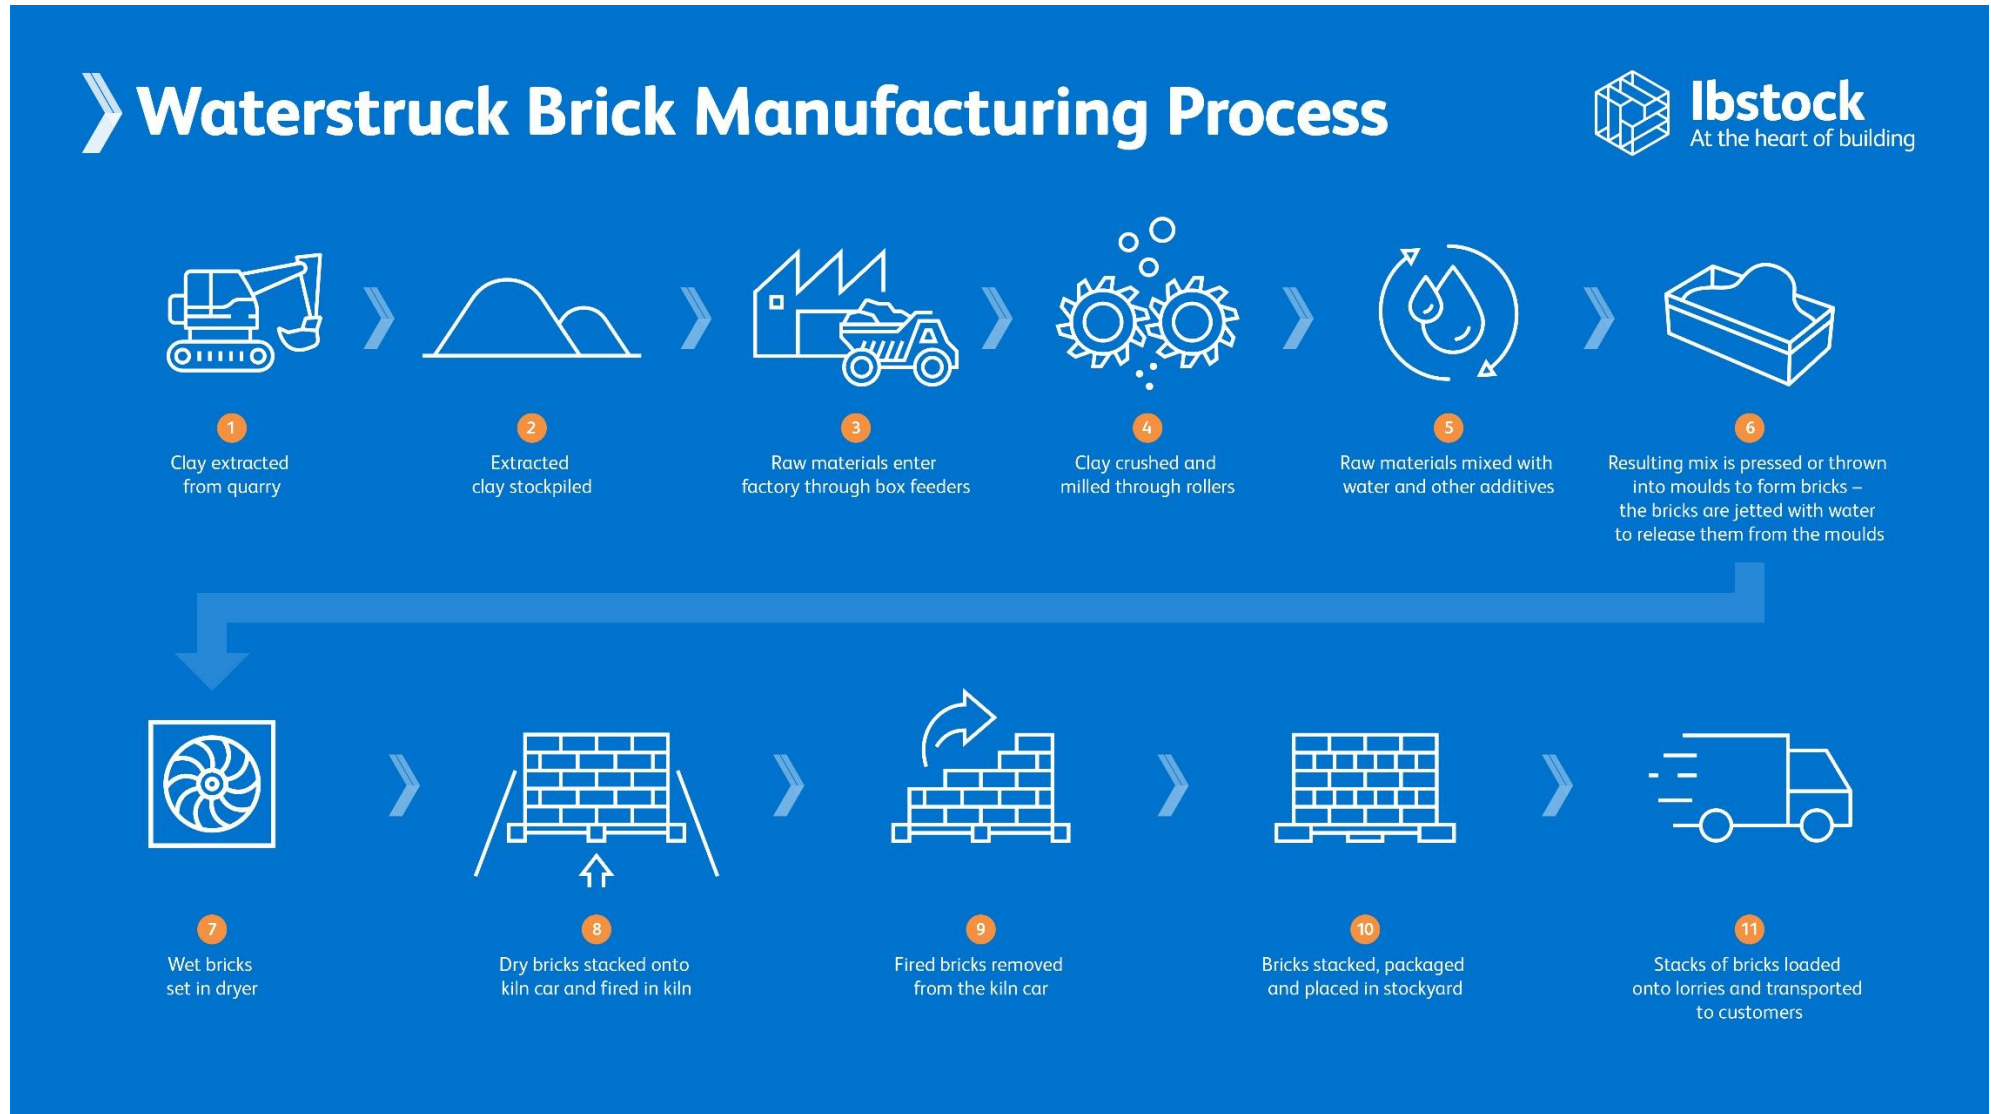 Waterstruck Brick Manufacturing Process
Ibstock
At the heart of building
1
Clay extracted
from quarry
2
Extracted
clay stockpiled
3
Raw materials enter
factory through box feeders
4
Clay crushed and
milled through rollers
5
Raw materials mixed with
water and other additives
6
Resulting mix is pressed or thrown
into moulds to form bricks –
the bricks are jetted with water
to release them from the moulds
7
Wet bricks
set in dryer
8
Dry bricks stacked onto
kiln car and fired in kiln
9
Fired bricks removed
from the kiln car
10
Bricks stacked, packaged
and placed in stockyard
11
Stacks of bricks loaded
onto lorries and transported
to customers